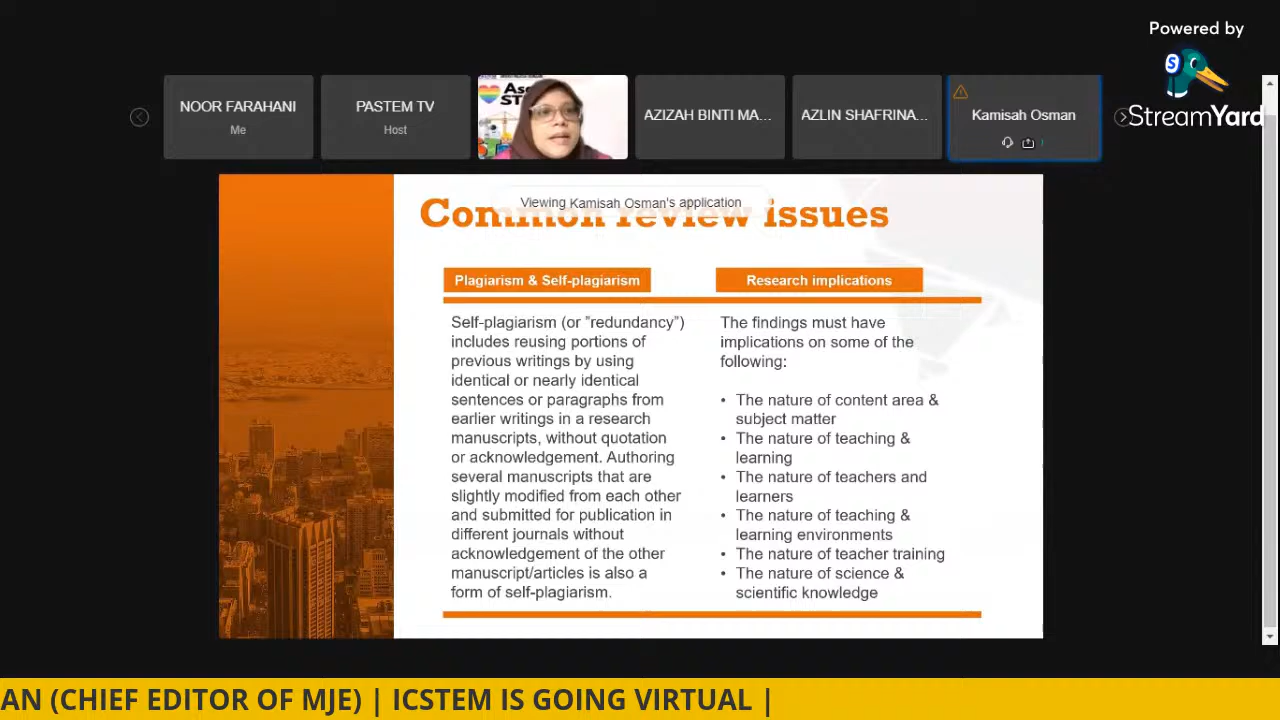 Powered by
StreamYard
NOOR FARAHANI
Me
PASTEM TV
Host
AZIZAH BINTI MA...
AZLIN SHAFRINA...
Kamisah Osman
Viewing Kamisah Osman's application
Common review issues
Plagiarism & Self-plagiarism
Self-plagiarism (or ”redundancy”)
includes reusing portions of
previous writings by using
identical or nearly identical
sentences or paragraphs from
earlier writings in a research
manuscripts, without quotation
or acknowledgement. Authoring
several manuscripts that are
slightly modified from each other
and submitted for publication in
different journals without
acknowledgement of the other
manuscript/articles is also a
form of self-plagiarism.
Research implications
The findings must have
implications on some of the
following:
• The nature of content area &
subject matter
• The nature of teaching &
learning
• The nature of teachers and
learners
• The nature of teaching &
learning environments
• The nature of teacher training
• The nature of science &
scientific knowledge
AN (CHIEF EDITOR OF MJE) | ICSTEM IS GOING VIRTUAL |